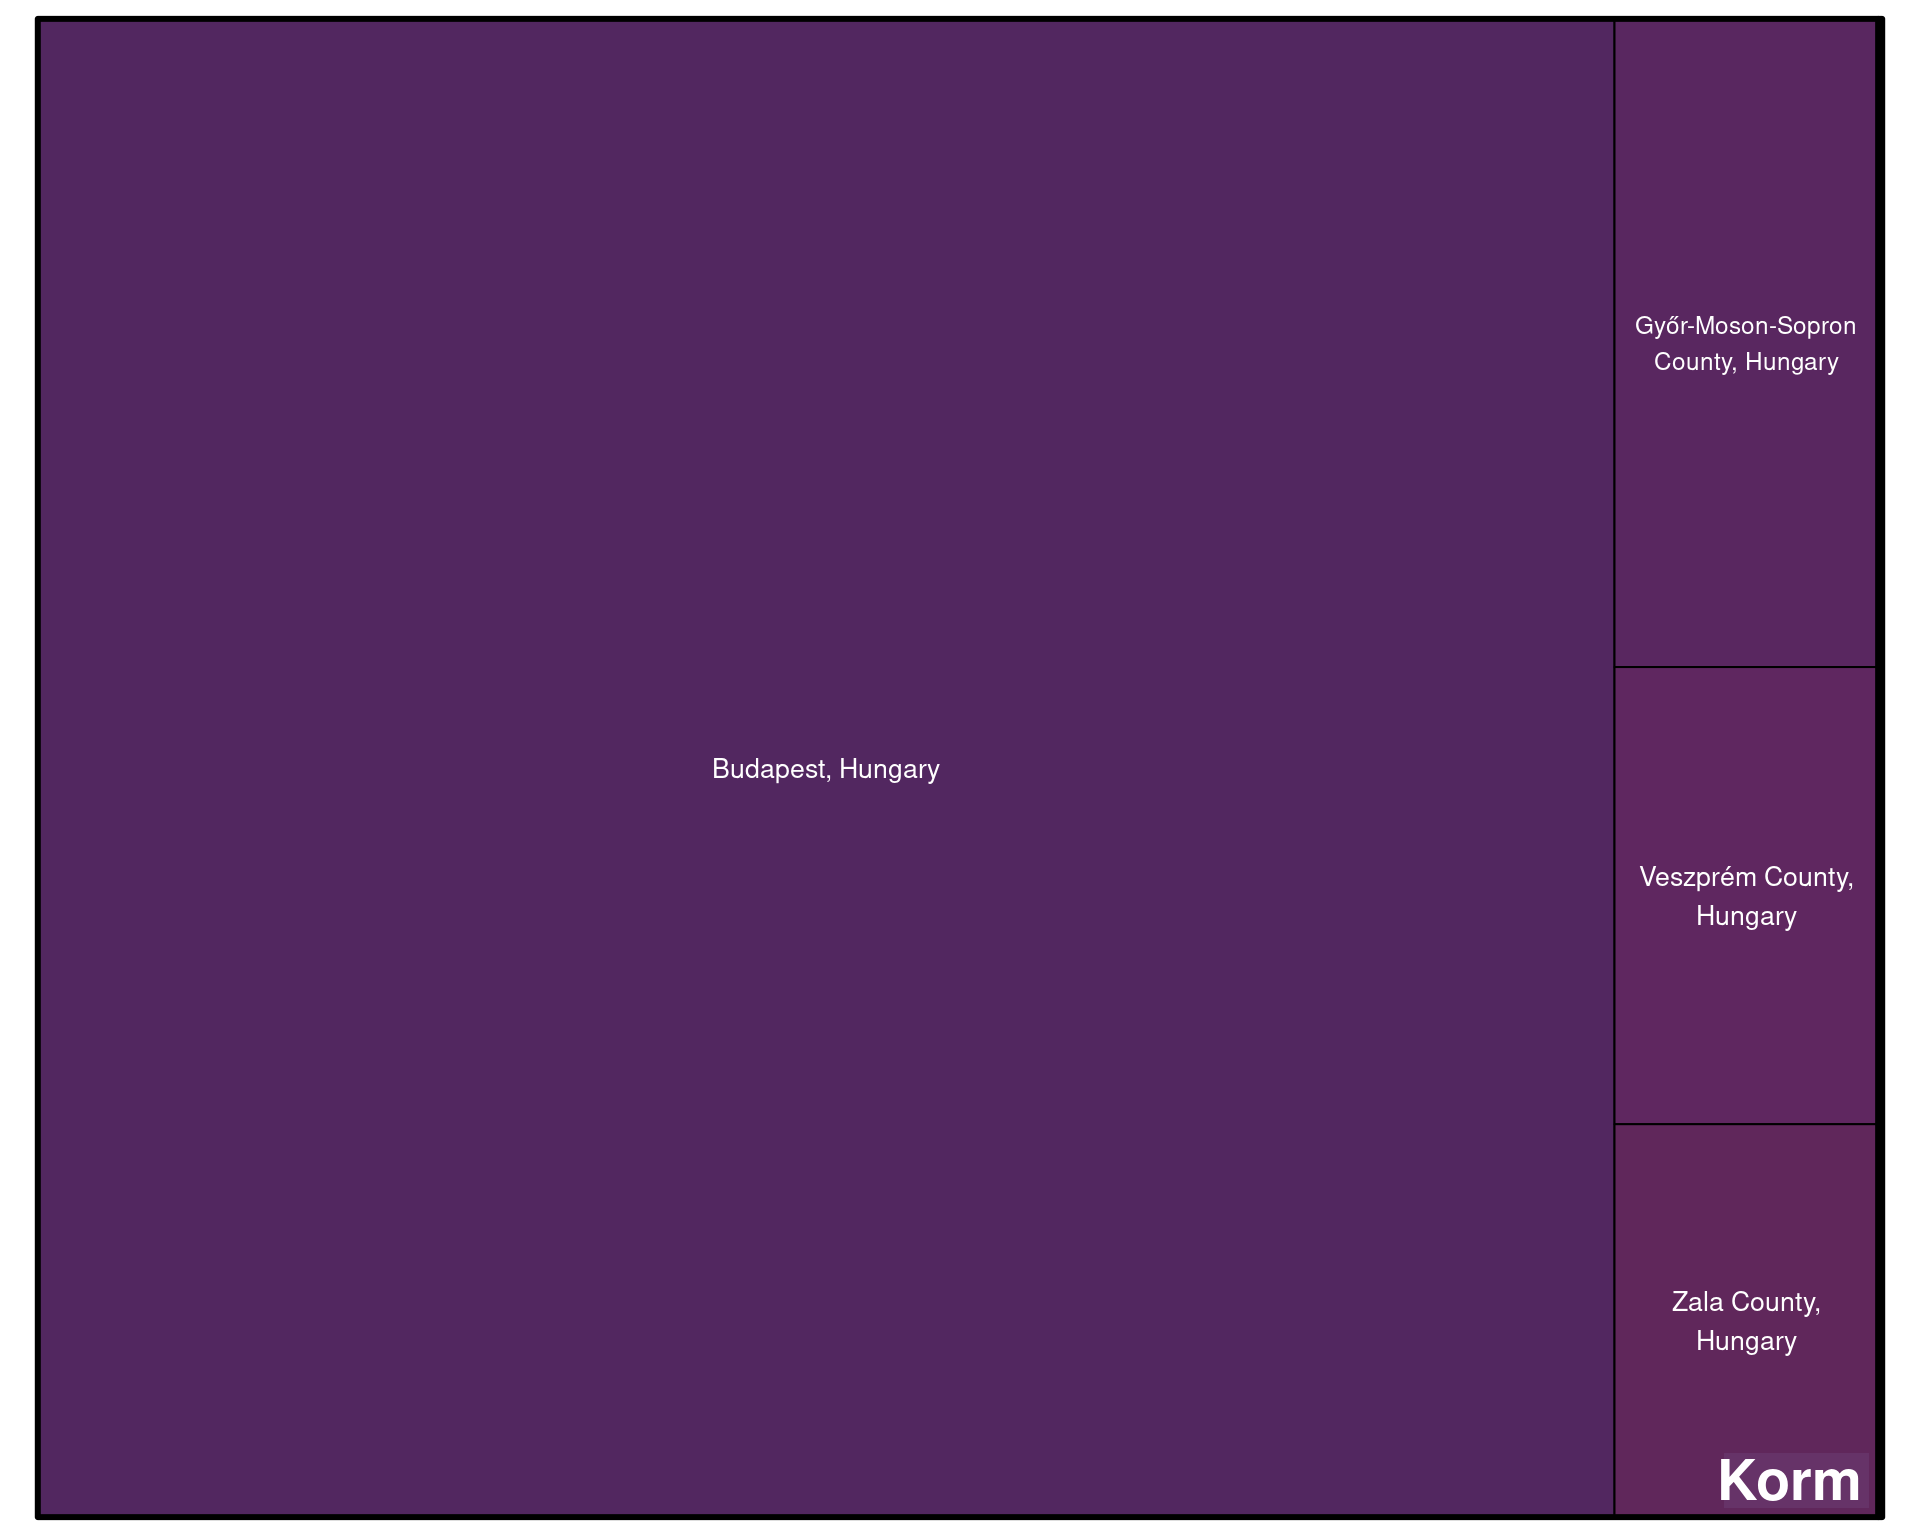 Győr-Moson-Sopron
County, Hungary
Budapest, Hungary
Veszprém County,
Hungary
Zala County,
Hungary
Korm